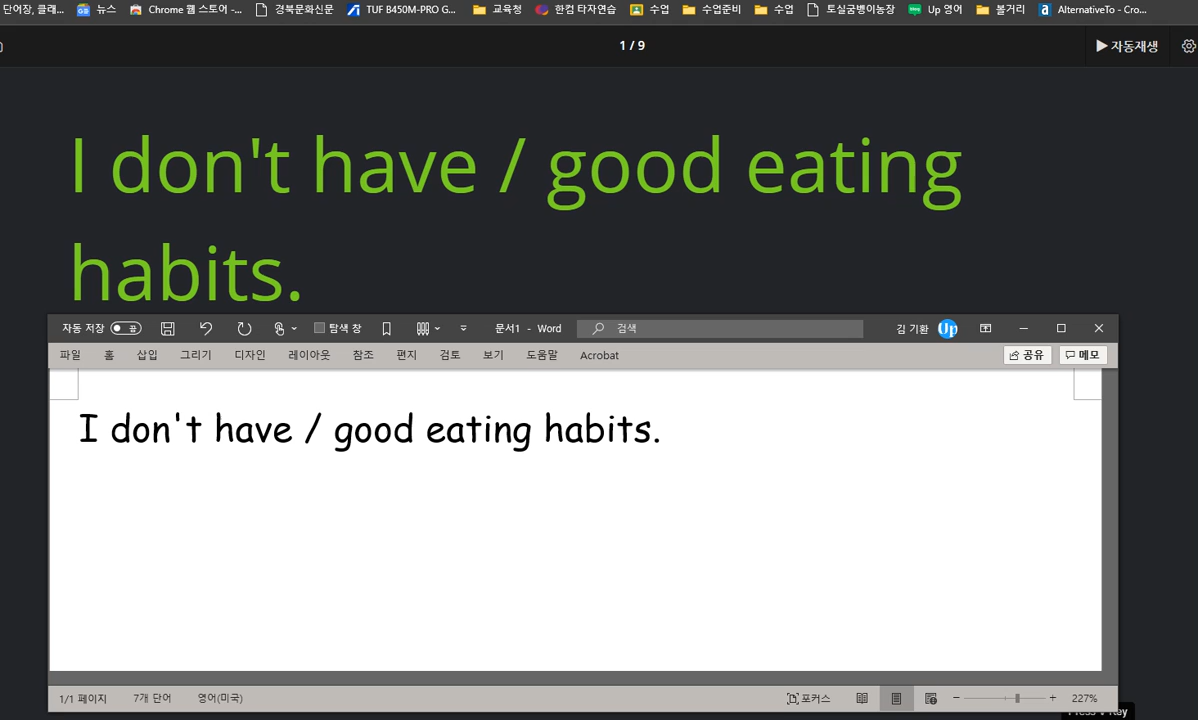 단어장, 클래... 뉴스 Chrome 웹 스토어 -... 경북문화신문 TUF B450M-PRO G... 교육청 한컴 타자연습 수업 수업준비 수업 토실굼벵이농장 Up 영어 볼거리 AlternativeTo - Cro...
1 / 9 ▶ 자동재생
I don't have / good eating
habits.
자동 저장 끔 탐색 창 문서1 - Word 검색 김 기환 Up
파일 홈 삽입 그리기 디자인 레이아웃 참조 편지 검토 보기 도움말 Acrobat 공유 메모
I don't have / good eating habits.
1/1 페이지 7개 단어 영어(미국) 포커스 − + 227%